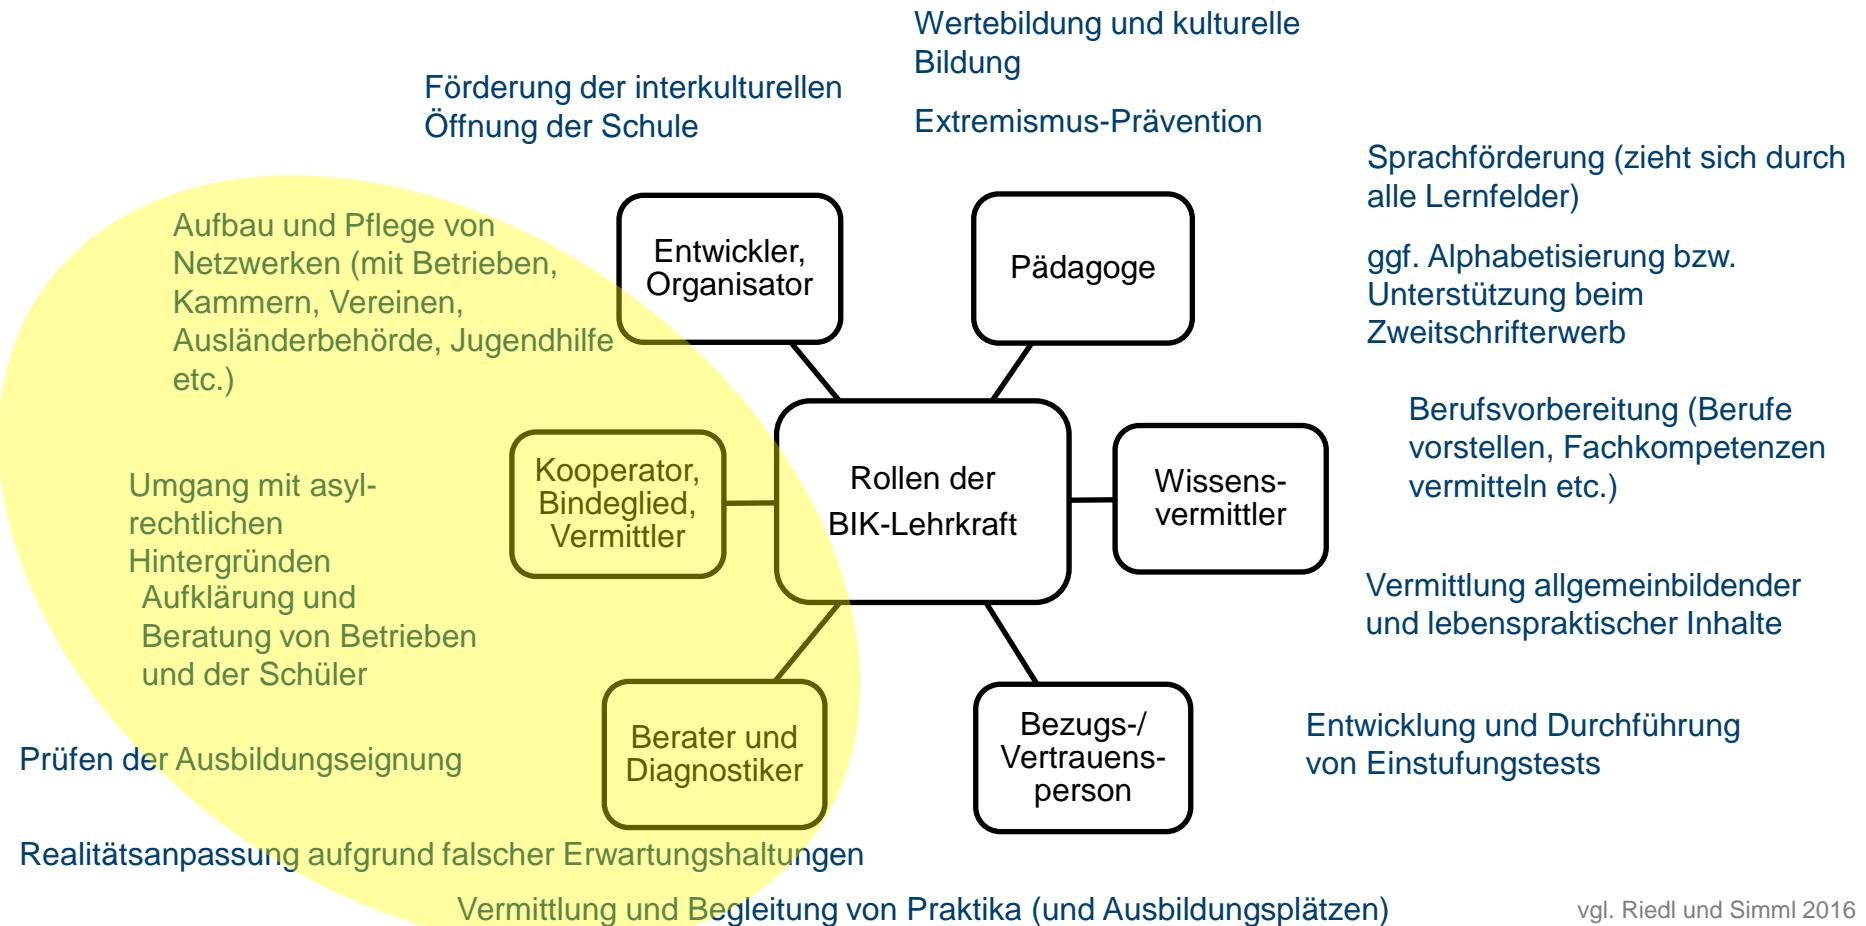 Wertebildung und kulturelle
Bildung
Extremismus-Prävention
Förderung der interkulturellen
Öffnung der Schule
Sprachförderung (zieht sich durch
alle Lernfelder)
ggf. Alphabetisierung bzw.
Unterstützung beim
Zweitschrifterwerb
Aufbau und Pflege von
Netzwerken (mit Betrieben,
Kammern, Vereinen,
Ausländerbehörde, Jugendhilfe
etc.)
Entwickler,
Organisator
Pädagoge
Berufsvorbereitung (Berufe
vorstellen, Fachkompetenzen
vermitteln etc.)
Kooperator,
Bindeglied,
Vermittler
Rollen der
BIK-Lehrkraft
Wissens-
vermittler
Umgang mit asyl-
rechtlichen
Hintergründen
Aufklärung und
Beratung von Betrieben
und der Schüler
Vermittlung allgemeinbildender
und lebenspraktischer Inhalte
Berater und
Diagnostiker
Bezugs-/
Vertrauens-
person
Entwicklung und Durchführung
von Einstufungstests
Prüfen der Ausbildungseignung
Realitätsanpassung aufgrund falscher Erwartungshaltungen
Vermittlung und Begleitung von Praktika (und Ausbildungsplätzen)
vgl. Riedl und Simml 2016